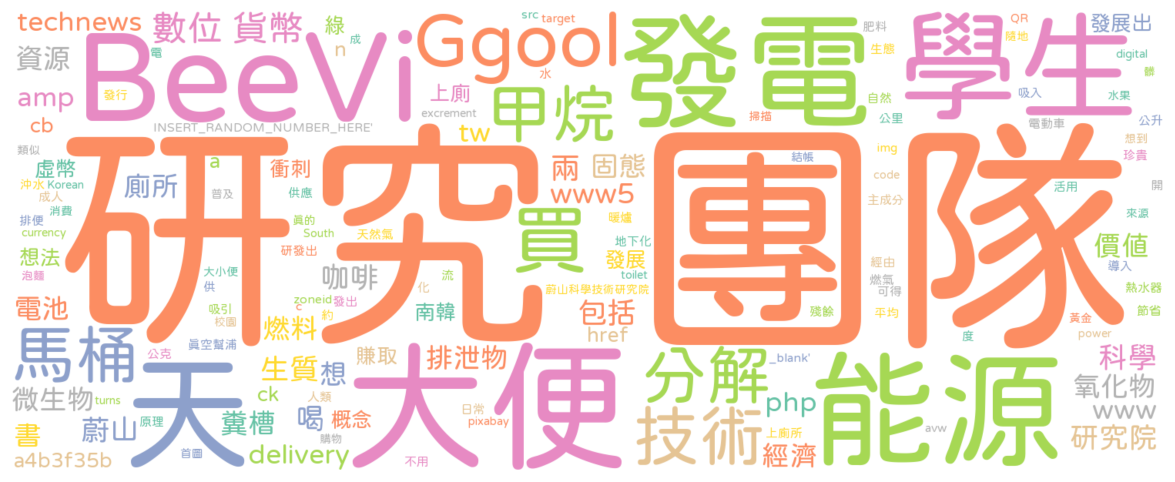 technews 數位 貨幣 綠 Ggool src target 發電 肥料 學生 QR 隨地 發展出
資源 BeeVi 電 n 成 水 生態 digital 髒
amp 發行 上廁 甲烷 自然 吸入 水果
cb INSERT_RANDOM_NUMBER_HERE' excrement tw 掃描 公里 電動車 公升
類似 a 衝刺 兩 固態 結帳 img 想到 珍貴
虛幣 廁所 研究 團隊 code
沖水 Korean 普及 供應 www5 主成分 活用 開
成人 消費 買 暖爐 來源
排便 currency 真的 South 天然氣 地下化 價值
想法 研發出 發展 經由 導入
泡麵 大小便 供 咖啡 流 toilet 燃氣 熱水器
吸引 zoneid c 發出 化 蔚山科學技術研究院 可得
電池 校園 約 南韓 包括 殘餘 平均 黃金 節省
燃料 href 度 power
馬桶 真空幫浦 公克 賺取 排泄物 分解 _blank' 能源 科學
微生物 turns 天 生質 想 大便 氧化物
ck 人類 php www
書 蔚山 原理 糞槽 喝 概念 日常 pixabay 技術 上廁所 avw 研究院
a4b3f35b 首圖 delivery 購物 不用 經濟